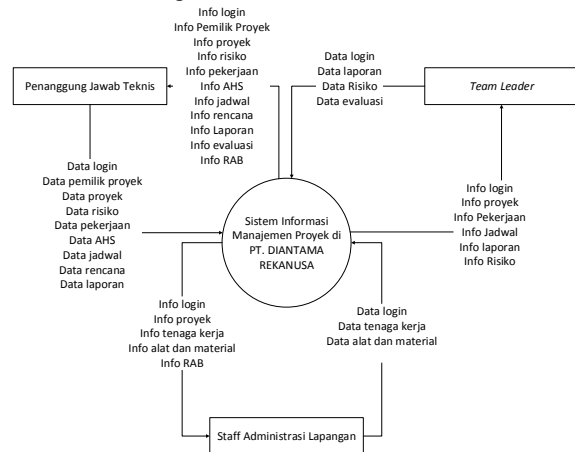 Info login
Info Pemilik Proyek
Info proyek
Info risiko
Info pekerjaan
Info AHS
Info jadwal
Info rencana
Info Laporan
Info evaluasi
Info RAB
Data login
Data laporan
Data Risiko
Data evaluasi
Penanggung Jawab Teknis
Team Leader
Data login
Data pemilik proyek
Data proyek
Data risiko
Data pekerjaan
Data AHS
Data jadwal
Data rencana
Data laporan
Sistem Informasi
Manajemen Proyek di
PT. DIANTAMA
REKANUSA
Info login
Info proyek
Info Pekerjaan
Info Jadwal
Info laporan
Info Risiko
Info login
Info proyek
Info tenaga kerja
Info alat dan material
Info RAB
Data login
Data tenaga kerja
Data alat dan material
Staff Administrasi Lapangan